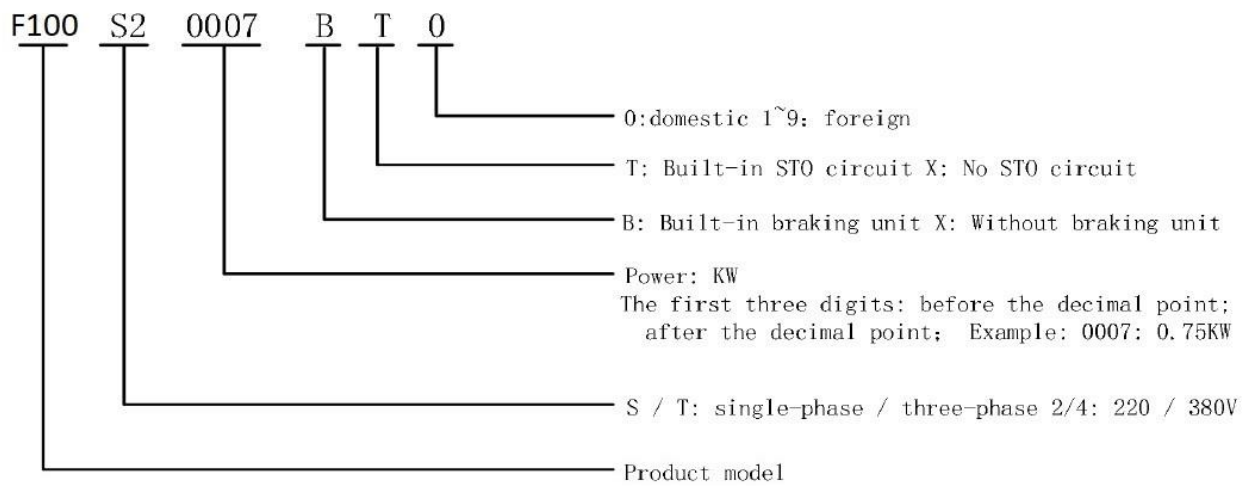 F100 S2 0007 B T 0
0:domestic 1~9: foreign
T: Built-in STO circuit X: No STO circuit
B: Built-in braking unit X: Without braking unit
Power: KW
The first three digits: before the decimal point;
after the decimal point; Example: 0007: 0.75KW
S / T: single-phase / three-phase 2/4: 220 / 380V
Product model